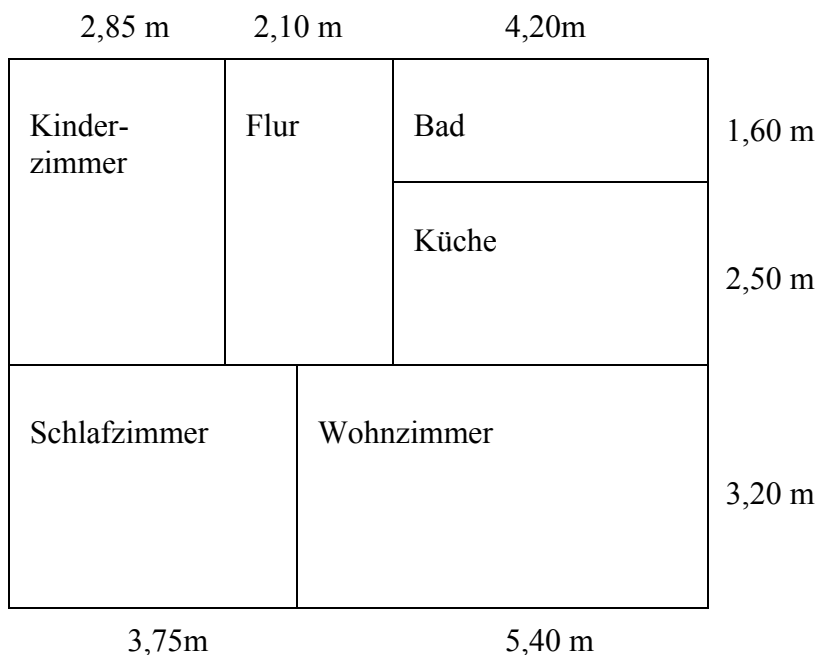 2,85 m 2,10 m 4,20m
Kinder-
zimmer
Flur
Bad
1,60 m
Küche
2,50 m
Schlafzimmer
Wohnzimmer
3,20 m
3,75m 5,40 m